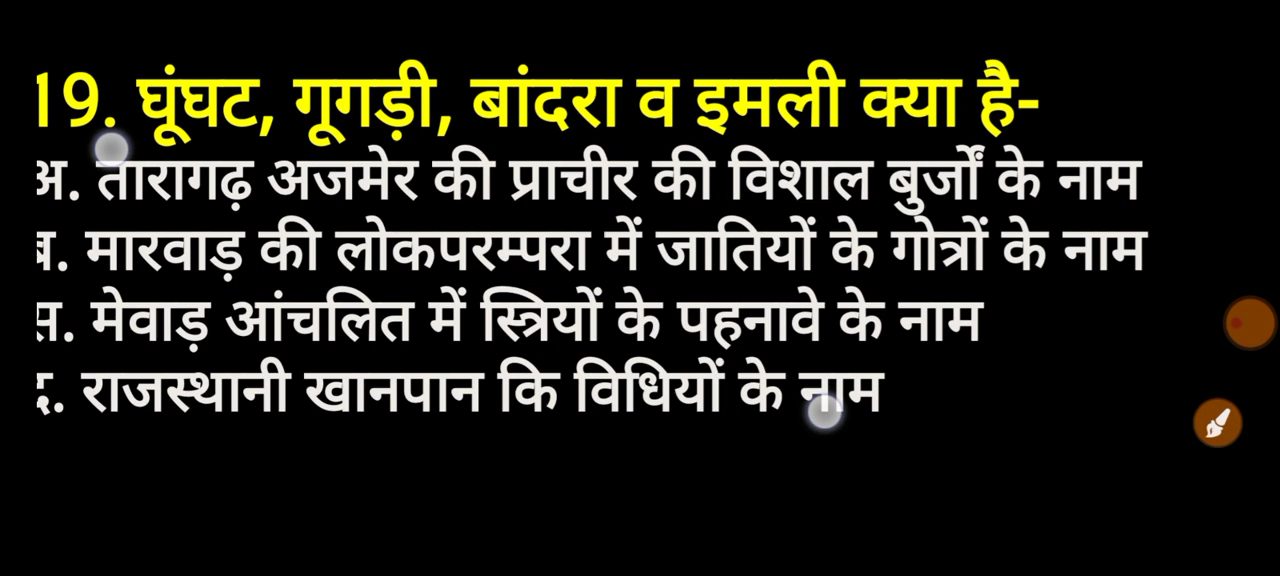 19. घूंघट, गूगड़ी, बांदरा व इमली क्या है-
अ. तारागढ़ अजमेर की प्राचीर की विशाल बुर्जों के नाम
ब. मारवाड़ की लोकपरम्परा में जातियों के गोत्रों के नाम
स. मेवाड़ आंचलित में स्त्रियों के पहनावे के नाम
द. राजस्थानी खानपान कि विधियों के नाम